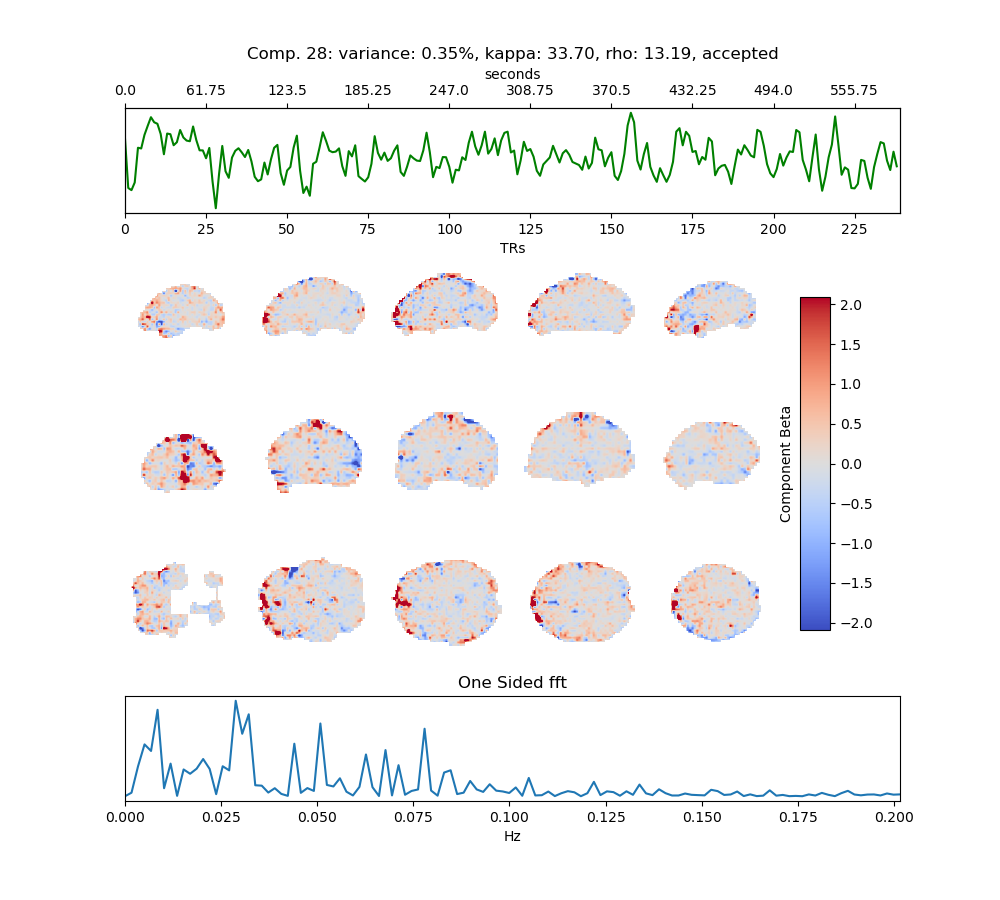 Comp. 28: variance: 0.35%, kappa: 33.70, rho: 13.19, accepted
seconds
0.0 61.75 123.5 185.25 247.0 308.75 370.5 432.25 494.0 555.75
0 25 50 75 100 125 150 175 200 225
TRs
2.0
1.5
1.0
0.5
0.0
−0.5
−1.0
−1.5
−2.0
Component Beta
One Sided fft
0.000 0.025 0.050 0.075 0.100 0.125 0.150 0.175 0.200
Hz